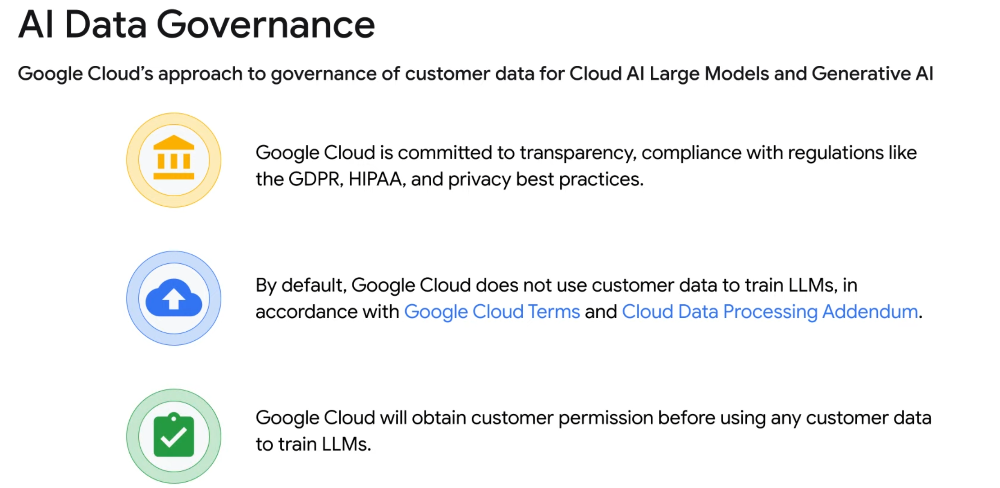 AI Data Governance
Google Cloud’s approach to governance of customer data for Cloud AI Large Models and Generative AI
Google Cloud is committed to transparency, compliance with regulations like
the GDPR, HIPAA, and privacy best practices.
By default, Google Cloud does not use customer data to train LLMs, in
accordance with Google Cloud Terms and Cloud Data Processing Addendum.
Google Cloud will obtain customer permission before using any customer data
to train LLMs.